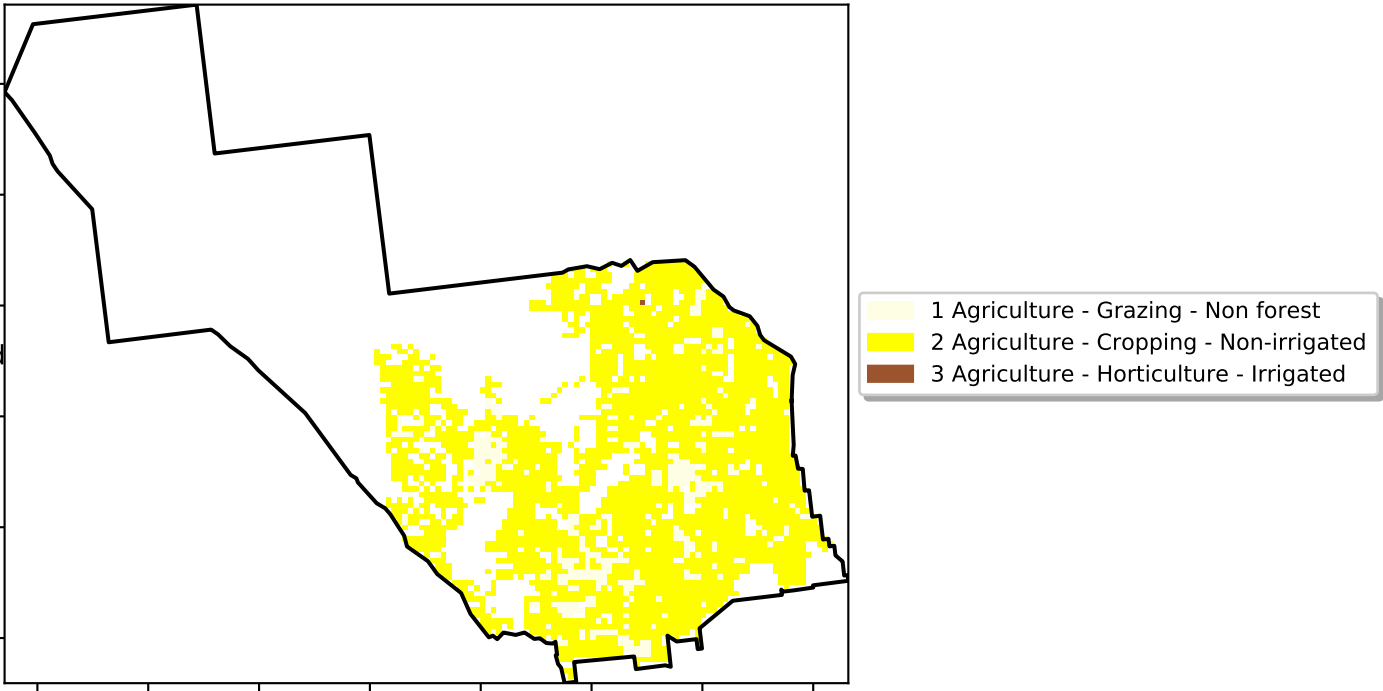 1 Agriculture - Grazing - Non forest
2 Agriculture - Cropping - Non-irrigated
3 Agriculture - Horticulture - Irrigated